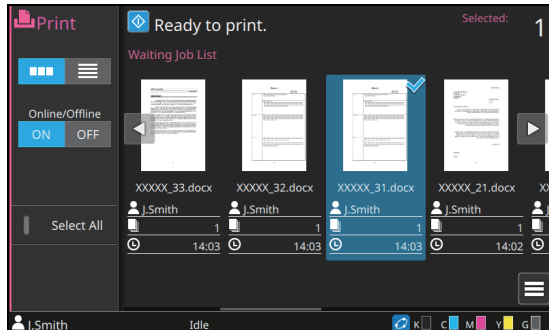 Print
Ready to print.
Selected:
1
Waiting Job List
Online/Offline
ON
OFF
Select All
XXXXX_33.docx
J.Smith
1
14:03
XXXXX_32.docx
J.Smith
1
14:03
XXXXX_31.docx
J.Smith
1
14:03
XXXXX_21.docx
J.Smith
1
14:02
J.Smith
Idle
K
C
M
Y
G